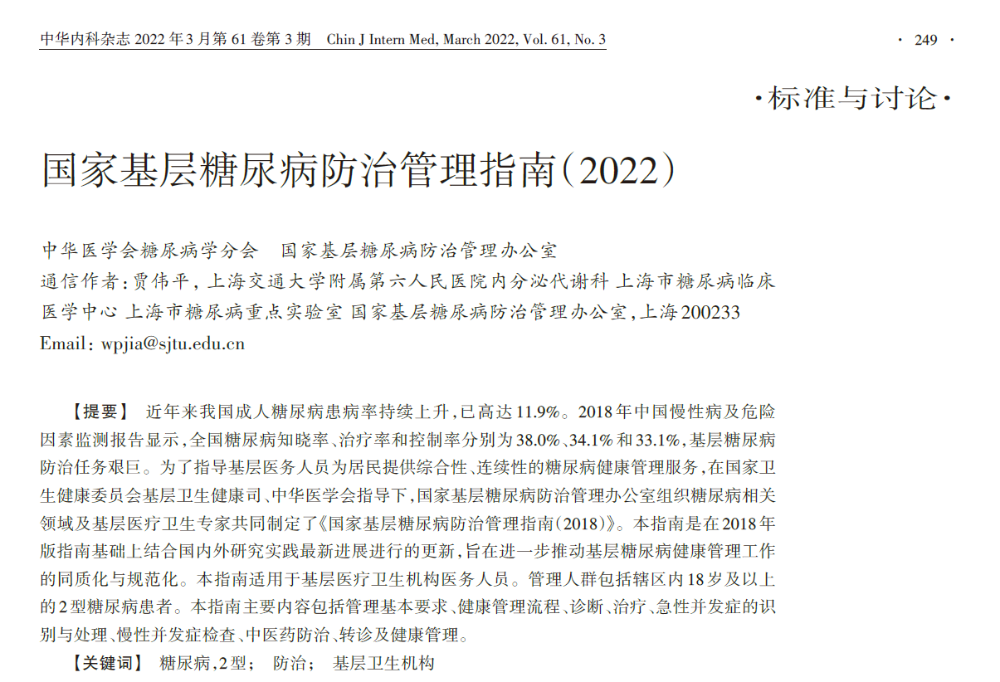 中华内科杂志 2022 年 3 月第 61 卷第 3 期 Chin J Intern Med, March 2022, Vol. 61, No. 3 · 249 ·
·标准与讨论·
国家基层糖尿病防治管理指南(2022)
中华医学会糖尿病学分会 国家基层糖尿病防治管理办公室
通信作者:贾伟平, 上海交通大学附属第六人民医院内分泌代谢科 上海市糖尿病临床
医学中心 上海市糖尿病重点实验室 国家基层糖尿病防治管理办公室,上海 200233
Email: wpjia@sjtu.edu.cn
【提要】 近年来我国成人糖尿病患病率持续上升,已高达 11.9%。2018 年中国慢性病及危险
因素监测报告显示,全国糖尿病知晓率、治疗率和控制率分别为 38.0%、34.1% 和 33.1%,基层糖尿病
防治任务艰巨。为了指导基层医务人员为居民提供综合性、连续性的糖尿病健康管理服务,在国家卫
生健康委员会基层卫生健康司、中华医学会指导下,国家基层糖尿病防治管理办公室组织糖尿病相关
领域及基层医疗卫生专家共同制定了《国家基层糖尿病防治管理指南(2018)》。本指南是在 2018 年
版指南基础上结合国内外研究实践最新进展进行的更新,旨在进一步推动基层糖尿病健康管理工作
的同质化与规范化。本指南适用于基层医疗卫生机构医务人员。管理人群包括辖区内 18 岁及以上
的 2 型糖尿病患者。本指南主要内容包括管理基本要求、健康管理流程、诊断、治疗、急性并发症的识
别与处理、慢性并发症检查、中医药防治、转诊及健康管理。
【关键词】 糖尿病,2 型; 防治; 基层卫生机构